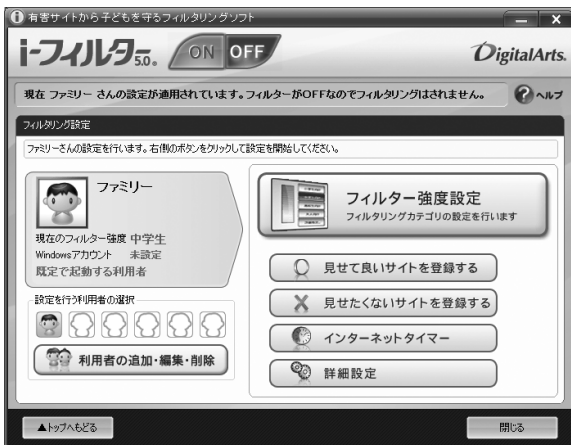 有害サイトから子どもを守るフィルタリングソフト
i-フィルター5.0®
ON OFF
DigitalArts.
現在 ファミリー さんの設定が適用されています。フィルターがOFFなのでフィルタリングはされません。
ヘルプ
フィルタリング設定
ファミリーさんの設定を行います。右側のボタンをクリックして設定を開始してください。
ファミリー
現在のフィルター強度 中学生
Windowsアカウント 未設定
既定で起動する利用者
設定を行う利用者の選択
利用者の追加・編集・削除
フィルター強度設定
フィルタリングカテゴリの設定を行います
見せて良いサイトを登録する
見せたくないサイトを登録する
インターネットタイマー
詳細設定
▲トップへもどる
閉じる